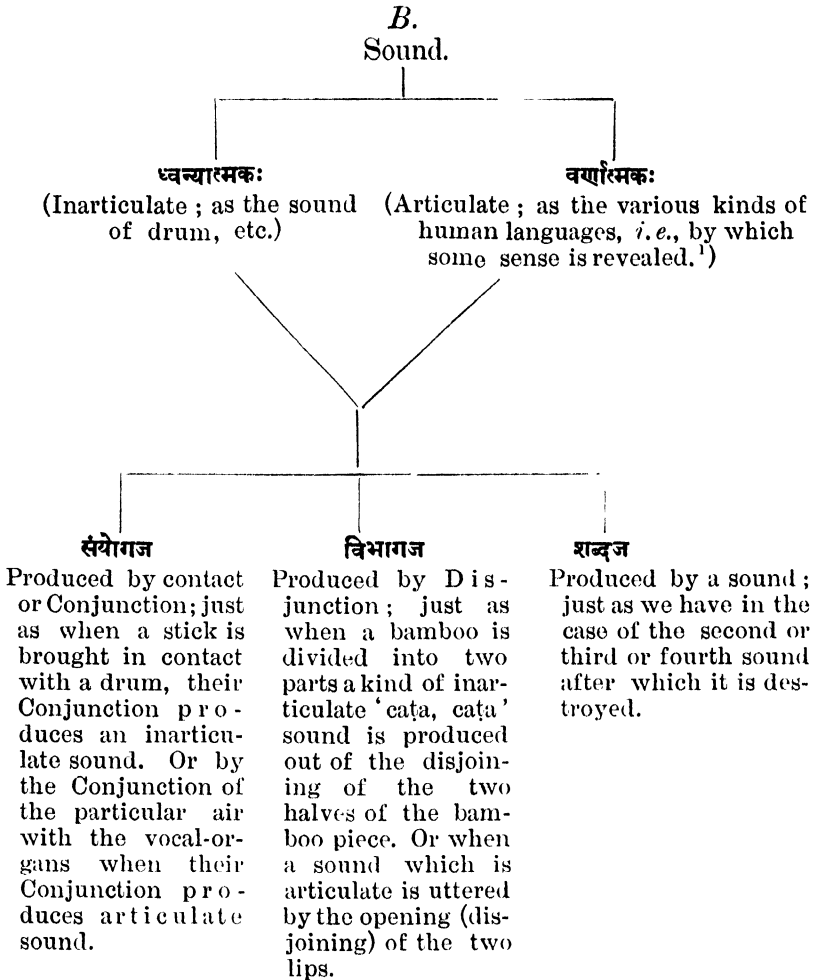 B.
Sound.
ध्वन्यात्मकः
(Inarticulate ; as the sound
of drum, etc.)
वर्णात्मकः
(Articulate ; as the various kinds of
human languages, i. e., by which
some sense is revealed.¹)
संयोगज
Produced by contact
or Conjunction; just
as when a stick is
brought in contact
with a drum, their
Conjunction pro-
duces an inarticu-
late sound. Or by
the Conjunction of
the particular air
with the vocal-or-
gans when their
Conjunction pro-
duces articulate
sound.
विभागज
Produced by Dis-
junction ; just as
when a bamboo is
divided into two
parts a kind of inar-
ticulate ‘caṭa, caṭa’
sound is produced
out of the disjoin-
ing of the two
halves of the bam-
boo piece. Or when
a sound which is
articulate is uttered
by the opening (dis-
joining) of the two
lips.
शब्दज
Produced by a sound ;
just as we have in the
case of the second or
third or fourth sound
after which it is des-
troyed.